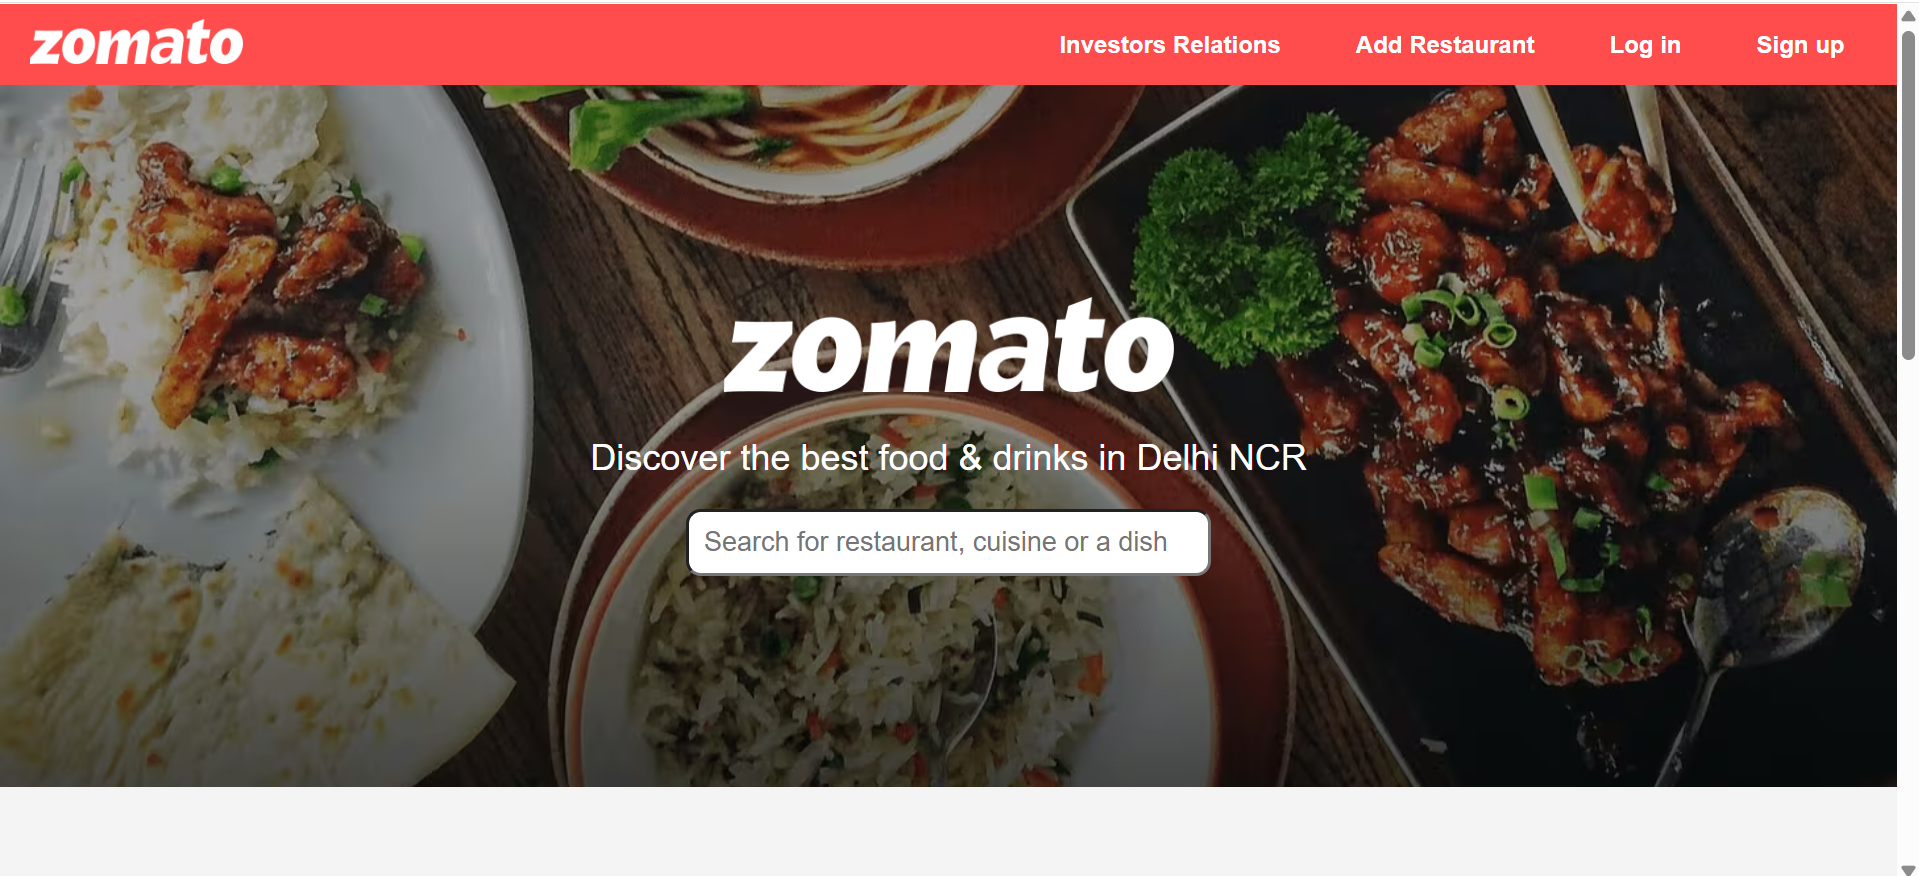 zomato
Investors Relations
Add Restaurant
Log in
Sign up
zomato
Discover the best food & drinks in Delhi NCR
Search for restaurant, cuisine or a dish